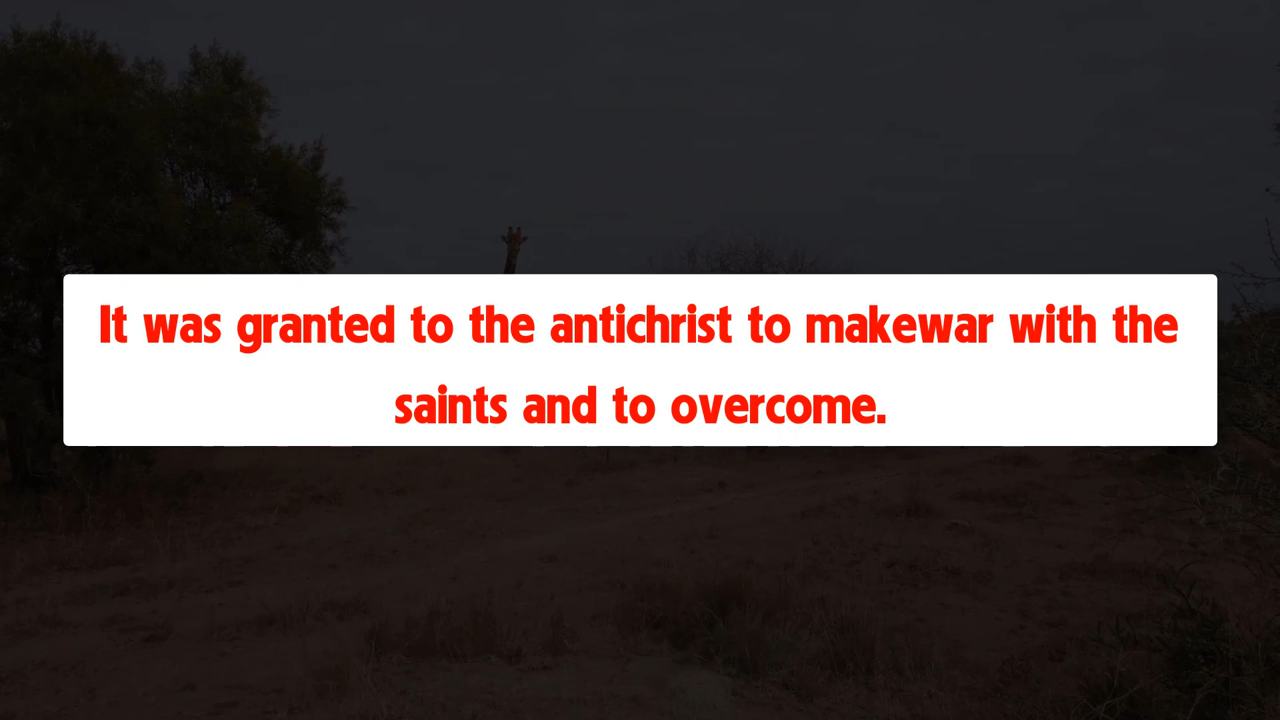 It was granted to the antichrist to makewar with the
saints and to overcome.